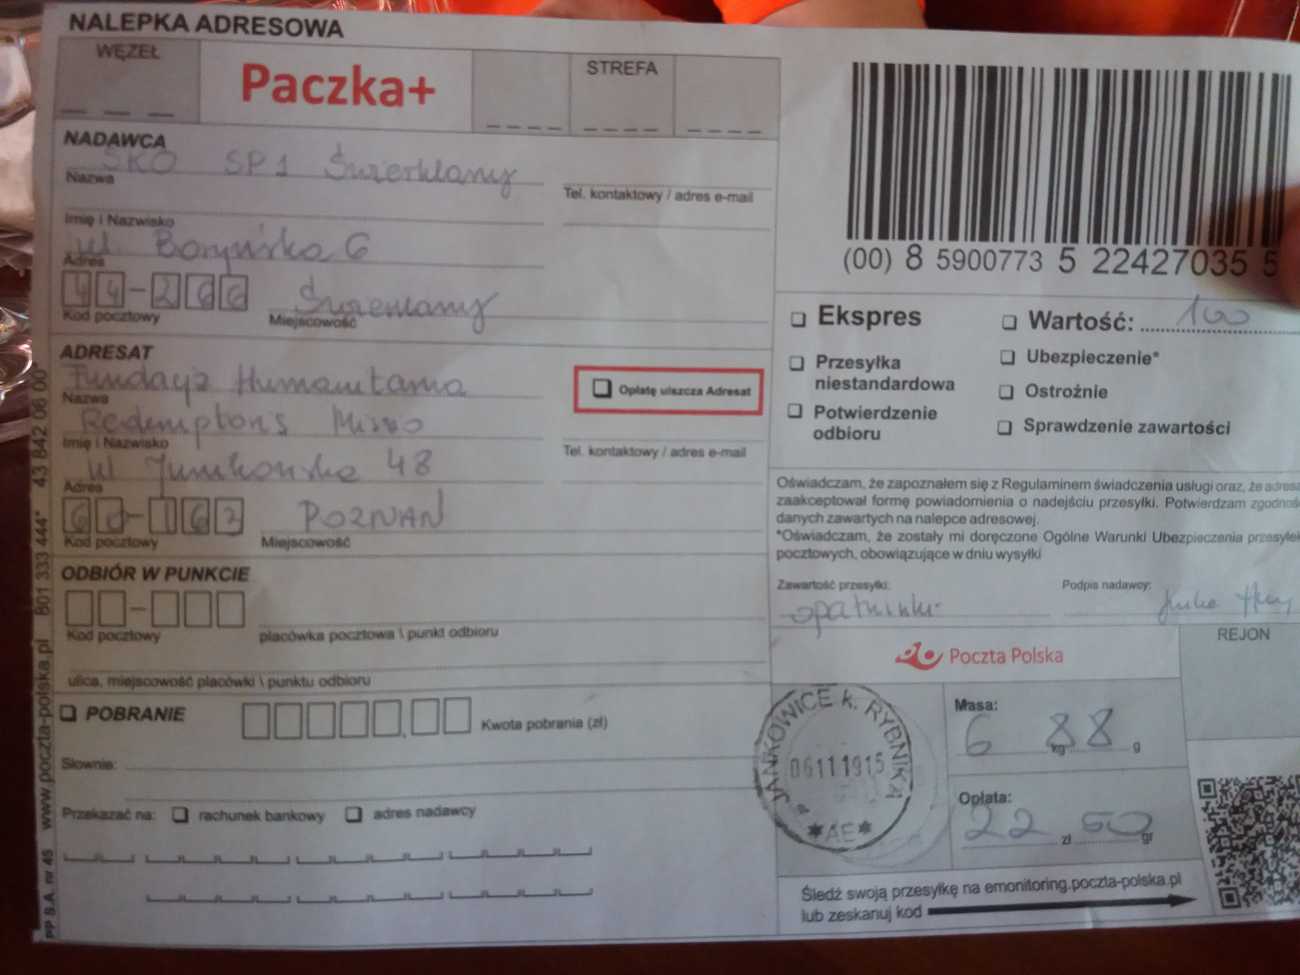 NALEPKA ADRESOWA
WĘZEŁ
Paczka+
STREFA
NADAWCA
SKO SP1 Świerklany
Nazwa
Tel. kontaktowy / adres e-mail
Imię i Nazwisko
ul. Boryńska 6
Adres
44-266 Świerklany
Kod pocztowy
Miejscowość
ADRESAT
Fundacja Humanitarna
Nazwa
Opłatę uiszcza Adresat
Redemptoris Missio
Imię i Nazwisko
Tel. kontaktowy / adres e-mail
ul Junikowska 48
Adres
60-163 POZNAŃ
Kod pocztowy
Miejscowość
ODBIÓR W PUNKCIE
Kod pocztowy
placówka pocztowa \ punkt odbioru
ulica, miejscowość placówki \ punktu odbioru
POBRANIE
Kwota pobrania (zł)
Słownie:
Przekazać na: rachunek bankowy adres nadawcy
PP S.A. nr 45 www.poczta-polska.pl 801 333 444* 43 842 06 00
(00) 8 5900773 5 22427035 5
Ekspres
Wartość: 100
Przesyłka niestandardowa
Ubezpieczenie*
Ostrożnie
Potwierdzenie odbioru
Sprawdzenie zawartości
Oświadczam, że zapoznałem się z Regulaminem świadczenia usługi oraz, że
zaakceptował formę powiadomienia o nadejściu przesyłki. Potwierdzam
danych zawartych na nalepce adresowej.
*Oświadczam, że zostały mi doręczone Ogólne Warunki Ubezpieczenia
pocztowych, obowiązujące w dniu wysyłki
Zawartość przesyłki:
Podpis nadawcy:
opatrunki
Poczta Polska
REJON
JANKOWICE k. RYBNIKA
06111915
*AE*
Masa:
6 kg 88 g
Opłata:
22 zł 50 gr
Śledź swoją przesyłkę na emonitoring.poczta-polska.pl
lub zeskanuj kod